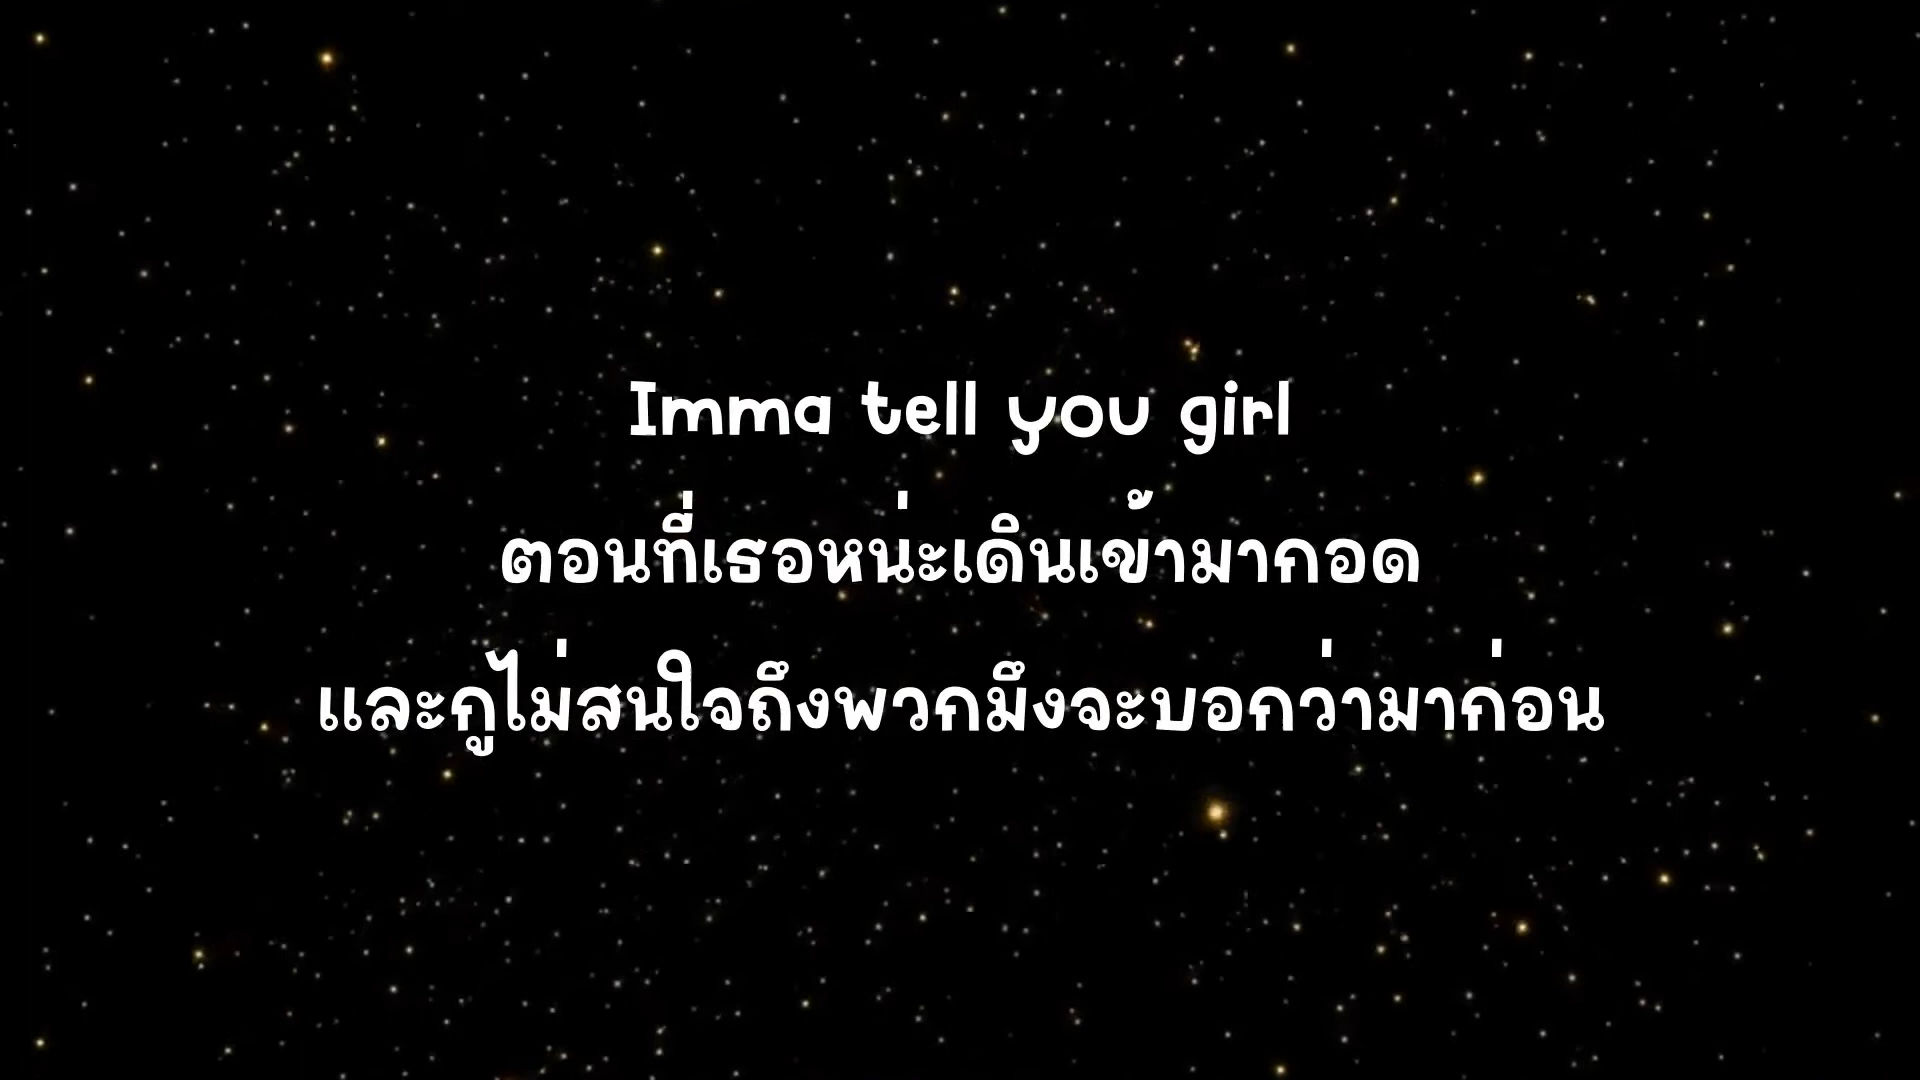 Imma tell you girl
ตอนที่เธอหน่ะเดินเข้ามากอด
และกูไม่สนใจถึงพวกมึงจะบอกว่ามาก่อน